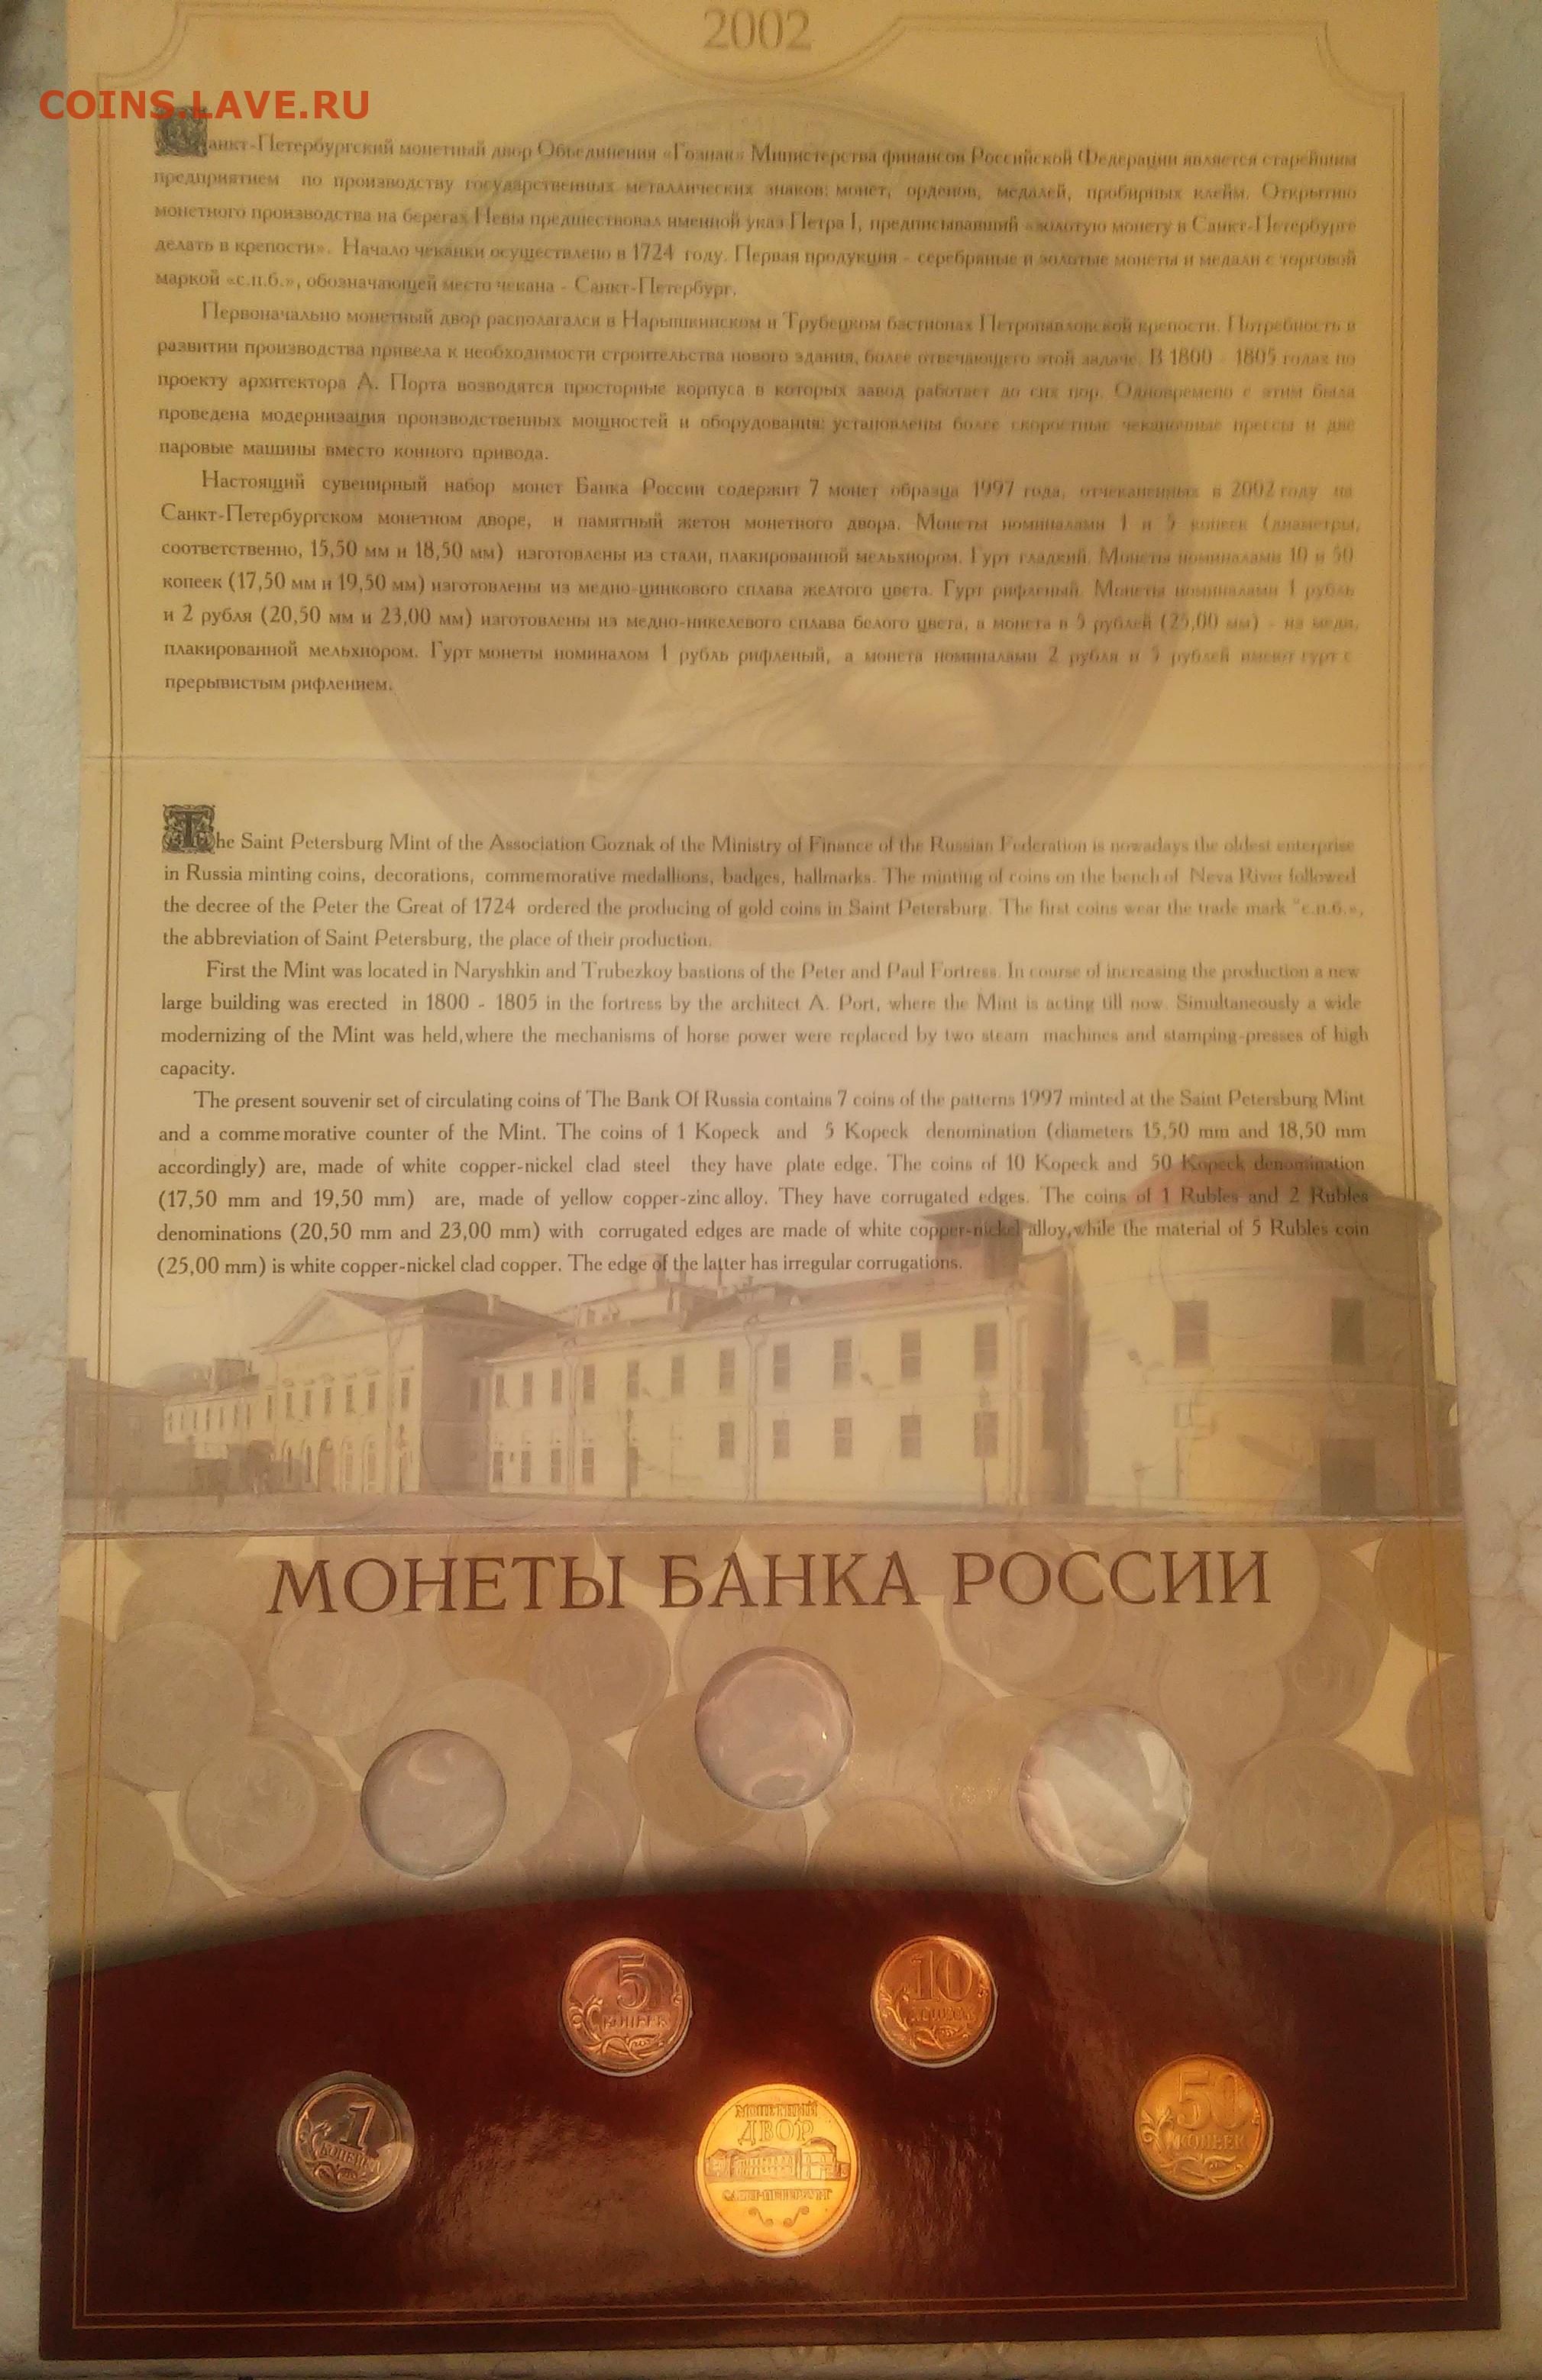 2002
COINS.LAVE.RU
Санкт-Петербургский монетный двор Объединения «Гознак» Министерства финансов Российской Федерации является старейшим
предприятием по производству государственных металлических знаков: монет, орденов, медалей, пробирных клейм. Открытию
монетного производства на берегах Невы предшествовал именной указ Петра I, предписывавший «золотую монету в Санкт-Петербурге
делать в крепости». Начало чеканки осуществлено в 1724 году. Первая продукция - серебряные и золотые монеты и медали с торговой
маркой «с.п.б.», обозначающей место чекана - Санкт-Петербург.
Первоначально монетный двор располагался в Нарышкинском и Трубецком бастионах Петропавловской крепости. Потребность в
развитии производства привела к необходимости строительства нового здания, более отвечающего этой задаче. В 1800 - 1805 годах по
проекту архитектора А. Порта возводятся просторные корпуса в которых завод работает до сих пор. Одновременно с этим была
проведена модернизация производственных мощностей и оборудования: установлены более скоростные чеканочные прессы и две
паровые машины вместо конного привода.
Настоящий сувенирный набор монет Банка России содержит 7 монет образца 1997 года, отчеканенных в 2002 году на
Санкт-Петербургском монетном дворе, и памятный жетон монетного двора. Монеты номиналами 1 и 5 копеек (диаметры,
соответственно, 15,50 мм и 18,50 мм) изготовлены из стали, плакированной мельхиором. Гурт гладкий. Монеты номиналами 10 и 50
копеек (17,50 мм и 19,50 мм) изготовлены из медно-цинкового сплава желтого цвета. Гурт рифленый. Монеты номиналами 1 рубль
и 2 рубля (20,50 мм и 23,00 мм) изготовлены из медно-никелевого сплава белого цвета, а монета в 5 рублей (25,00 мм) - из меди,
плакированной мельхиором. Гурт монеты номиналом 1 рубль рифленый, а монета номиналами 2 рубля и 5 рублей имеют гурт с
прерывистым рифлением.
The Saint Petersburg Mint of the Association Goznak of the Ministry of Finance of the Russian Federation is nowadays the oldest enterprise
in Russia minting coins, decorations, commemorative medallions, badges, hallmarks. The minting of coins on the bench of Neva River followed
the decree of the Peter the Great of 1724 ordered the producing of gold coins in Saint Petersburg. The first coins wear the trade mark "с.п.б.»,
the abbreviation of Saint Petersburg, the place of their production.
First the Mint was located in Naryshkin and Trubezkoy bastions of the Peter and Paul Fortress. In course of increasing the production a new
large building was erected in 1800 - 1805 in the fortress by the architect A. Port, where the Mint is acting till now. Simultaneously a wide
modernizing of the Mint was held,where the mechanisms of horse power were replaced by two steam machines and stamping-presses of high
capacity.
The present souvenir set of circulating coins of The Bank Of Russia contains 7 coins of the patterns 1997 minted at the Saint Petersburg Mint
and a commemorative counter of the Mint. The coins of 1 Kopeck and 5 Kopeck denomination (diameters 15,50 mm and 18,50 mm
accordingly) are, made of white copper-nickel clad steel they have plate edge. The coins of 10 Kopeck and 50 Kopeck denomination
(17,50 mm and 19,50 mm) are, made of yellow copper-zinc alloy. They have corrugated edges. The coins of 1 Rubles and 2 Rubles
denominations (20,50 mm and 23,00 mm) with corrugated edges are made of white copper-nickel alloy,while the material of 5 Rubles coin
(25,00 mm) is white copper-nickel clad copper. The edge of the latter has irregular corrugations.
МОНЕТЫ БАНКА РОССИИ
5
КОПЕЕК
10
КОПЕЕК
1
КОПЕЙКА
МОНЕТНЫЙ
ДВОР
САНКТ-ПЕТЕРБУРГ
50
КОПЕЕК